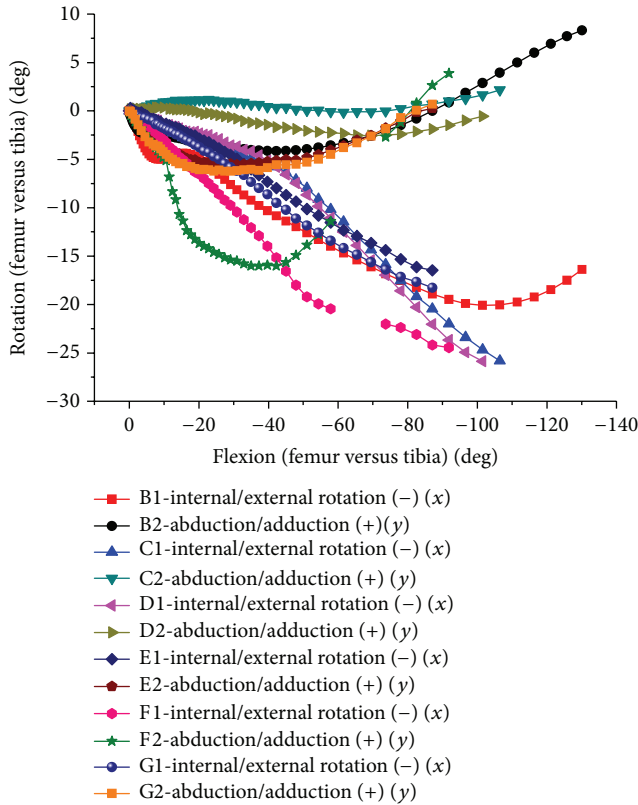 10
5
0
−5
−10
−15
−20
−25
−30
Rotation (femur versus tibia) (deg)
0 −20 −40 −60 −80 −100 −120 −140
Flexion (femur versus tibia) (deg)
B1-internal/external rotation (−) (x)
B2-abduction/adduction (+)(y)
C1-internal/external rotation (−) (x)
C2-abduction/adduction (+) (y)
D1-internal/external rotation (−) (x)
D2-abduction/adduction (+) (y)
E1-internal/external rotation (−) (x)
E2-abduction/adduction (+) (y)
F1-internal/external rotation (−) (x)
F2-abduction/adduction (+) (y)
G1-internal/external rotation (−) (x)
G2-abduction/adduction (+) (y)